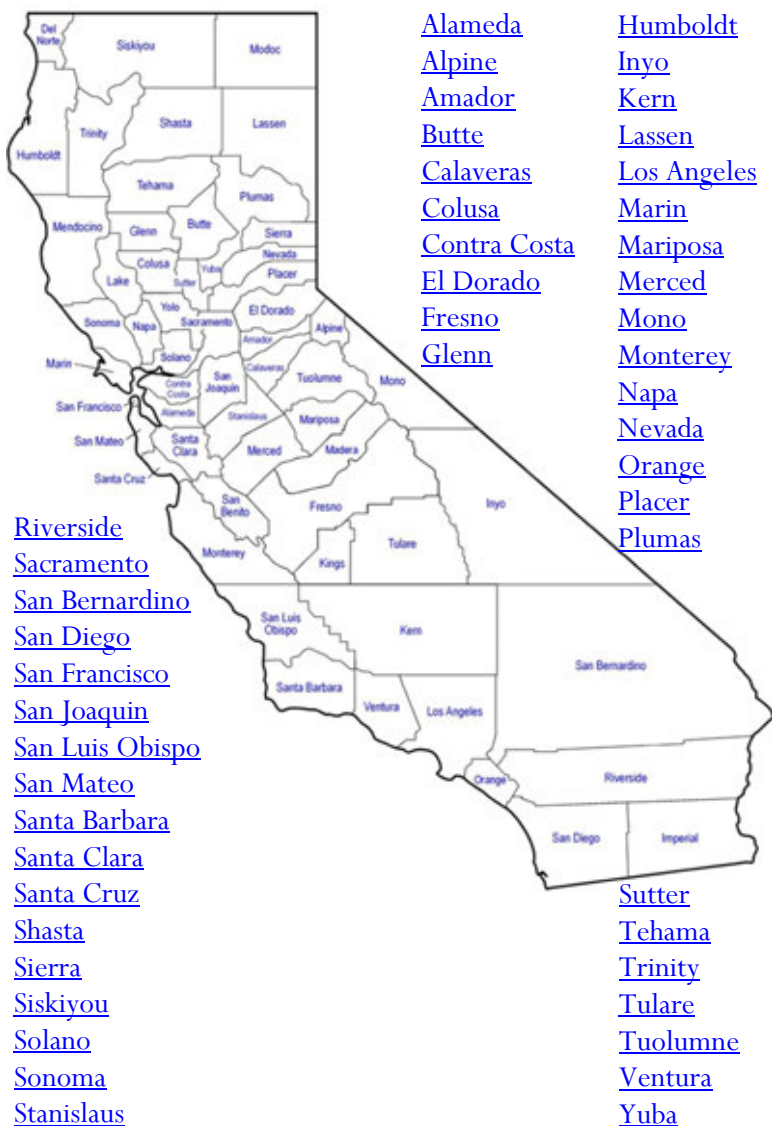 Del
Norte
Siskiyou
Modoc
Humboldt
Trinity
Shasta
Lassen
Tehama
Plumas
Mendocino
Glenn
Butte
Sierra
Nevada
Colusa
Yuba
Placer
Lake
Sutter
Yolo
El Dorado
Sonoma
Napa
Sacramento
Alpine
Amador
Solano
Marin
Calaveras
San
Joaquin
Tuolumne
Mono
Contra
Costa
San Francisco
Alameda
Stanislaus
Mariposa
San Mateo
Santa
Clara
Merced
Madera
Santa Cruz
San
Benito
Fresno
Inyo
Monterey
Kings
Tulare
San Luis
Obispo
Kern
San Bernardino
Santa Barbara
Ventura
Los Angeles
Orange
Riverside
San Diego
Imperial
Alameda
Alpine
Amador
Butte
Calaveras
Colusa
Contra Costa
El Dorado
Fresno
Glenn
Humboldt
Inyo
Kern
Lassen
Los Angeles
Marin
Mariposa
Merced
Mono
Monterey
Napa
Nevada
Orange
Placer
Plumas
Riverside
Sacramento
San Bernardino
San Diego
San Francisco
San Joaquin
San Luis Obispo
San Mateo
Santa Barbara
Santa Clara
Santa Cruz
Shasta
Sierra
Siskiyou
Solano
Sonoma
Stanislaus
Sutter
Tehama
Trinity
Tulare
Tuolumne
Ventura
Yuba